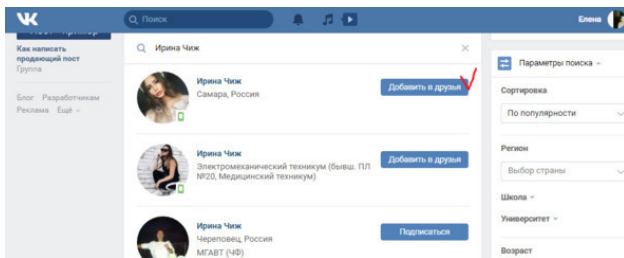 Поиск
Елена
Как написать
продающий пост
Группа
Блог Разработчикам
Реклама Ещё
Ирина Чиж
Ирина Чиж
Самара, Россия
Добавить в друзья
Ирина Чиж
Электромеханический техникум (бывш. ПЛ
№20, Медицинский техникум)
Добавить в друзья
Ирина Чиж
Череповец, Россия
МГАВТ (ЧФ)
Подписаться
Параметры поиска
Сортировка
По популярности
Регион
Выбор страны
Школа
Университет
Возраст